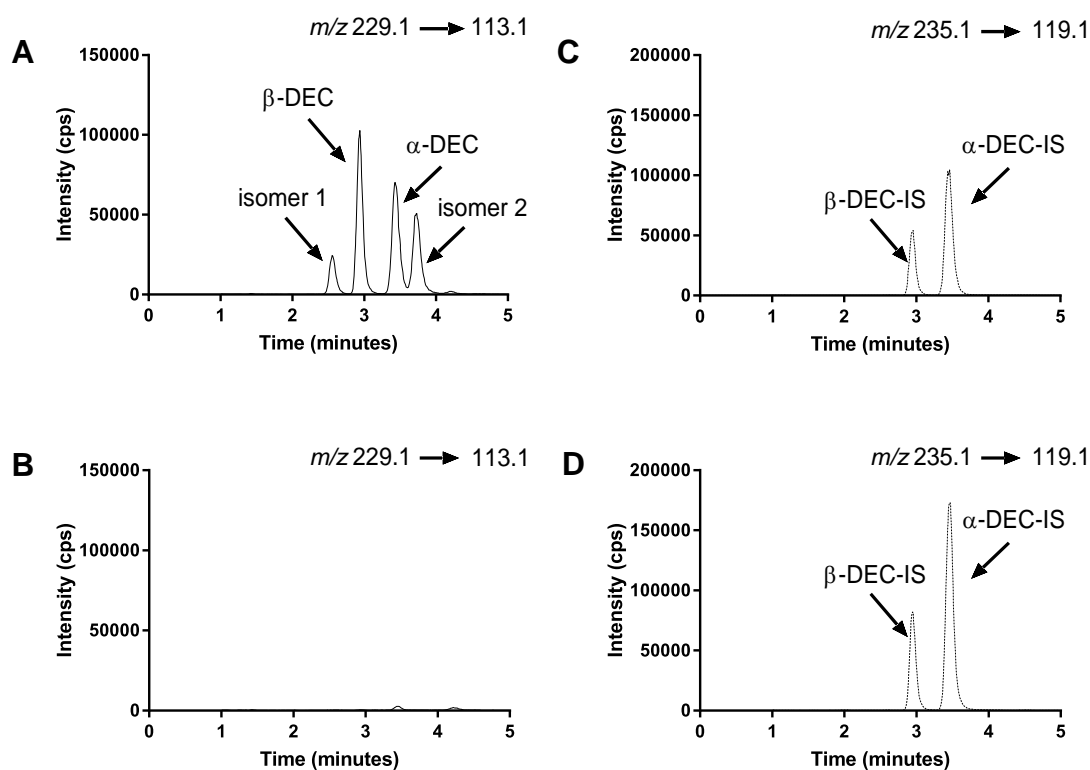 A
m/z 229.1 → 113.1
Intensity (cps)
150000
100000
50000
0
β-DEC
α-DEC
isomer 1
isomer 2
0 1 2 3 4 5
Time (minutes)
C
m/z 235.1 → 119.1
Intensity (cps)
200000
150000
100000
50000
0
α-DEC-IS
β-DEC-IS
0 1 2 3 4 5
Time (minutes)
B
m/z 229.1 → 113.1
Intensity (cps)
150000
100000
50000
0
0 1 2 3 4 5
Time (minutes)
D
m/z 235.1 → 119.1
Intensity (cps)
200000
150000
100000
50000
0
α-DEC-IS
β-DEC-IS
0 1 2 3 4 5
Time (minutes)